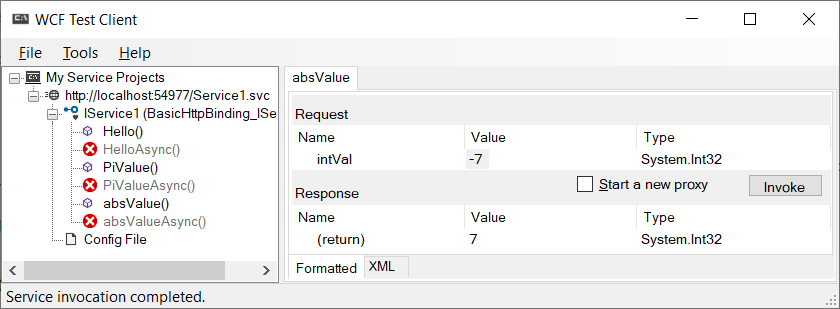 WCF Test Client
File Tools Help
My Service Projects
http://localhost:54977/Service1.svc
IService1 (BasicHttpBinding_ISe
Hello()
HelloAsync()
PiValue()
PiValueAsync()
absValue()
absValueAsync()
Config File
absValue
Request
Name Value Type
intVal -7 System.Int32
Response Start a new proxy Invoke
Name Value Type
(return) 7 System.Int32
Formatted XML
Service invocation completed.